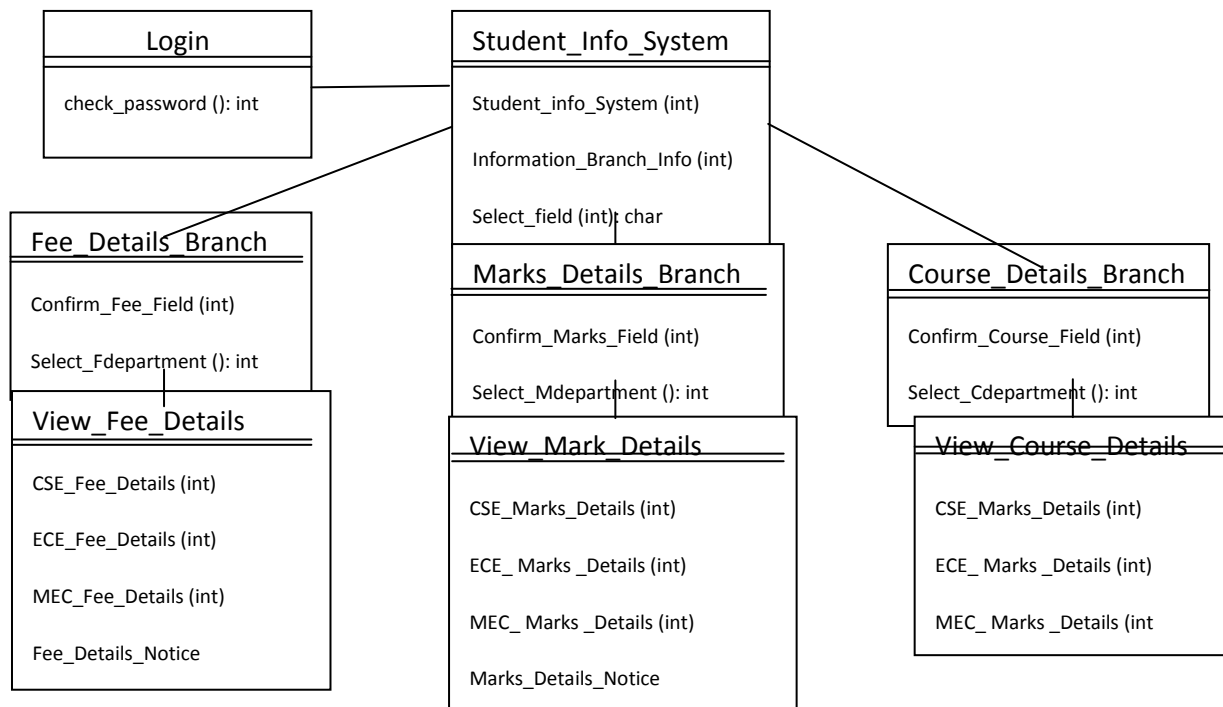 Login
check_password (): int
Student_Info_System
Student_info_System (int)
Information_Branch_Info (int)
Select_field (int): char
Fee_Details_Branch
Confirm_Fee_Field (int)
Select_Fdepartment (): int
Marks_Details_Branch
Confirm_Marks_Field (int)
Select_Mdepartment (): int
Course_Details_Branch
Confirm_Course_Field (int)
Select_Cdepartment (): int
View_Fee_Details
CSE_Fee_Details (int)
ECE_Fee_Details (int)
MEC_Fee_Details (int)
Fee_Details_Notice
View_Mark_Details
CSE_Marks_Details (int)
ECE_ Marks _Details (int)
MEC_ Marks _Details (int)
Marks_Details_Notice
View_Course_Details
CSE_Marks_Details (int)
ECE_ Marks _Details (int)
MEC_ Marks _Details (int